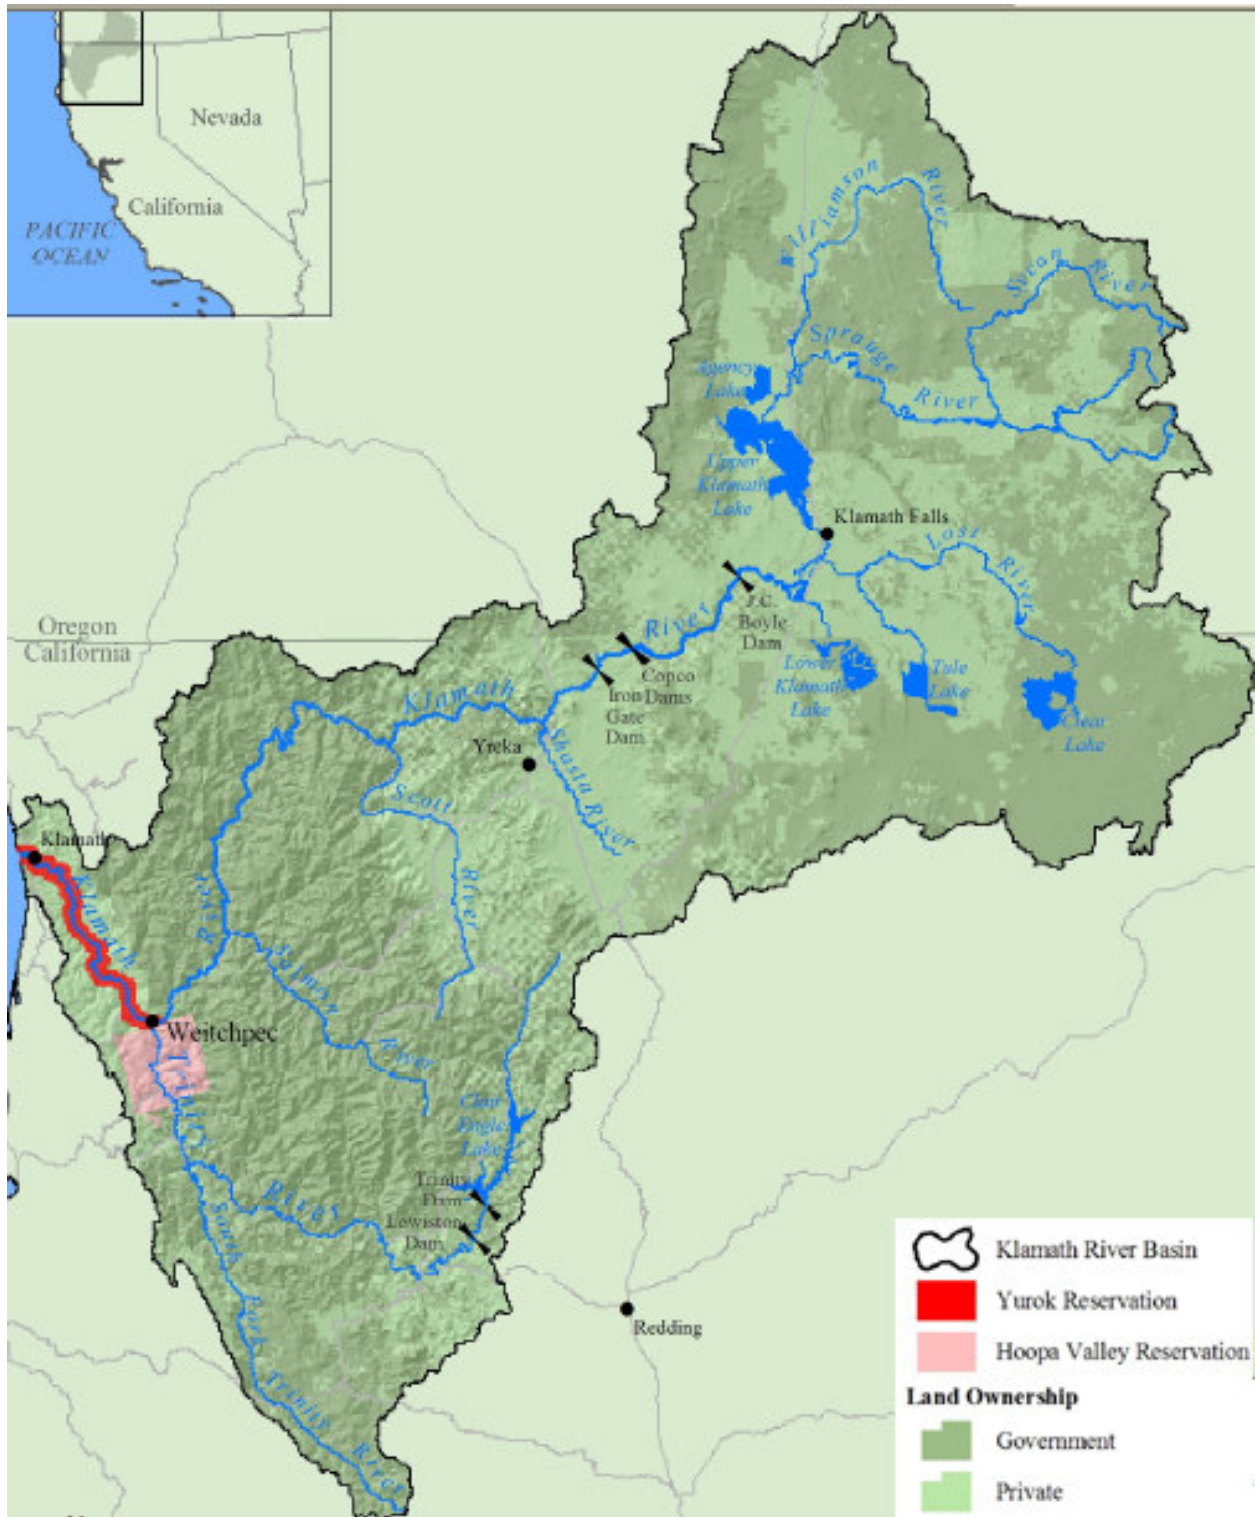 Nevada
California
PACIFIC
OCEAN
Williamson
River
Sycan
River
Sprauge
River
Agency
Lake
Upper
Klamath
Lake
Klamath Falls
Lost
River
J.C.
Boyle
Dam
River
Oregon
California
Lower
Klamath
Lake
Tule
Lake
Clear
Lake
Copco
Dams
Iron
Gate
Dam
Klamath
Yreka
Shasta River
Scott
River
Klamath
Klamath
River
Salmon
River
Weitchpec
Trinity
River
Clair
Engle
Lake
Trinity
Dam
Lewiston
Dam
South
Fork
Trinity
River
Redding
Klamath River Basin
Yurok Reservation
Hoopa Valley Reservation
Land Ownership
Government
Private